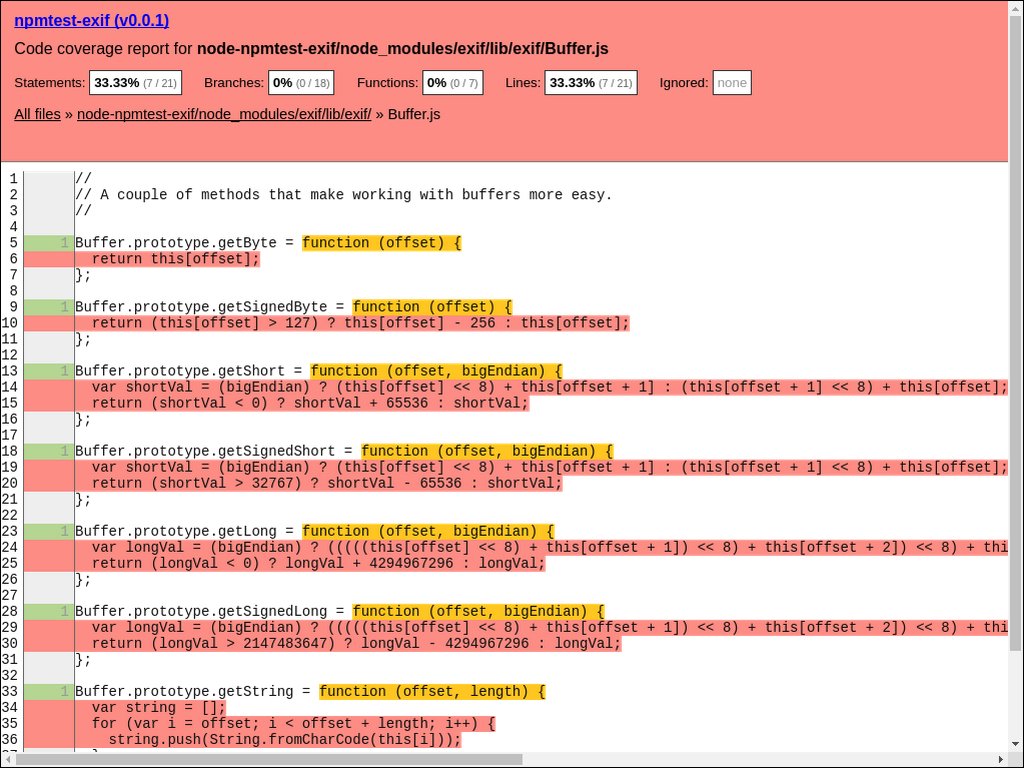 npmtest-exif (v0.0.1)
Code coverage report for node-npmtest-exif/node_modules/exif/lib/exif/Buffer.js
Statements: 33.33% (7 / 21) Branches: 0% (0 / 18) Functions: 0% (0 / 7) Lines: 33.33% (7 / 21) Ignored: none
All files » node-npmtest-exif/node_modules/exif/lib/exif/ » Buffer.js
1 //
2 // A couple of methods that make working with buffers more easy.
3 //
4
5 1 Buffer.prototype.getByte = function (offset) {
6 return this[offset];
7 };
8
9 1 Buffer.prototype.getSignedByte = function (offset) {
10 return (this[offset] > 127) ? this[offset] - 256 : this[offset];
11 };
12
13 1 Buffer.prototype.getShort = function (offset, bigEndian) {
14 var shortVal = (bigEndian) ? (this[offset] << 8) + this[offset + 1] : (this[offset + 1] << 8) + this[offset];
15 return (shortVal < 0) ? shortVal + 65536 : shortVal;
16 };
17
18 1 Buffer.prototype.getSignedShort = function (offset, bigEndian) {
19 var shortVal = (bigEndian) ? (this[offset] << 8) + this[offset + 1] : (this[offset + 1] << 8) + this[offset];
20 return (shortVal > 32767) ? shortVal - 65536 : shortVal;
21 };
22
23 1 Buffer.prototype.getLong = function (offset, bigEndian) {
24 var longVal = (bigEndian) ? (((((this[offset] << 8) + this[offset + 1]) << 8) + this[offset + 2]) << 8) + thi
25 return (longVal < 0) ? longVal + 4294967296 : longVal;
26 };
27
28 1 Buffer.prototype.getSignedLong = function (offset, bigEndian) {
29 var longVal = (bigEndian) ? (((((this[offset] << 8) + this[offset + 1]) << 8) + this[offset + 2]) << 8) + thi
30 return (longVal > 2147483647) ? longVal - 4294967296 : longVal;
31 };
32
33 1 Buffer.prototype.getString = function (offset, length) {
34 var string = [];
35 for (var i = offset; i < offset + length; i++) {
36 string.push(String.fromCharCode(this[i]));